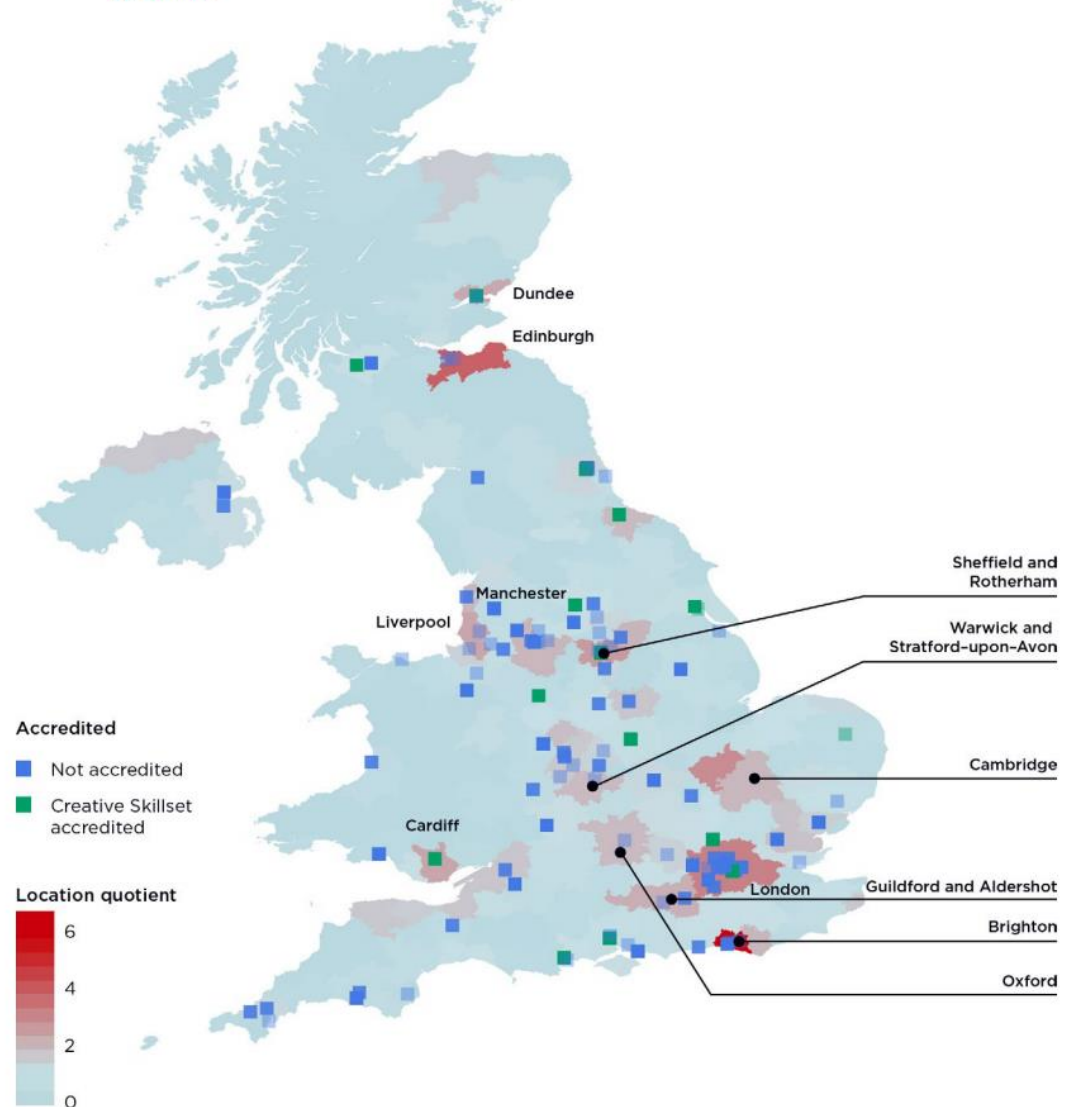 Dundee
Edinburgh
Sheffield and
Rotherham
Manchester
Liverpool
Warwick and
Stratford-upon-Avon
Accredited
Not accredited
Creative Skillset
accredited
Cambridge
Cardiff
Location quotient
London
Guildford and Aldershot
Brighton
Oxford
6
4
2
0